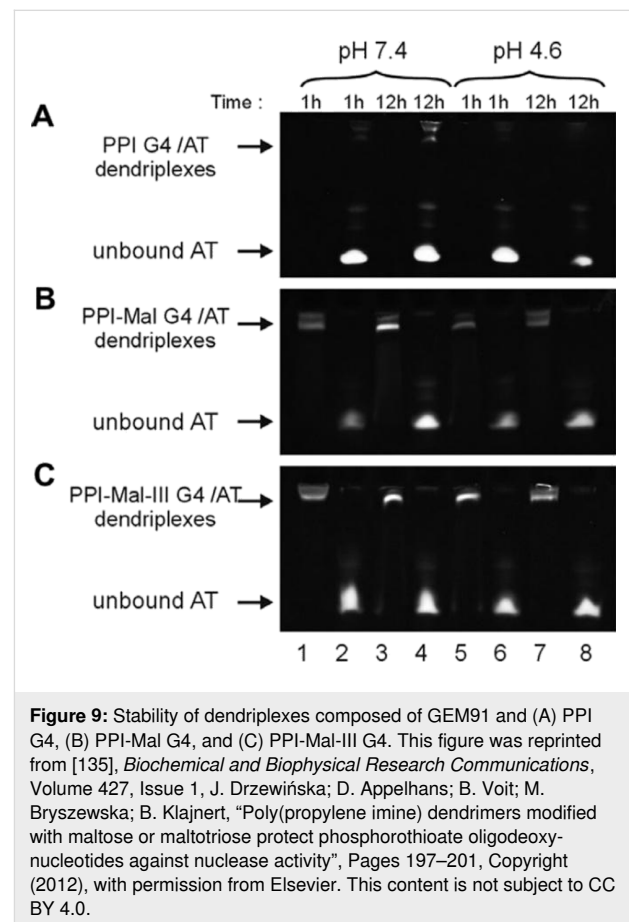 pH 7.4 pH 4.6
Time : 1h 1h 12h 12h 1h 1h 12h 12h
A
PPI G4 /AT
dendriplexes
unbound AT
B
PPI-Mal G4 /AT
dendriplexes
unbound AT
C
PPI-Mal-III G4 /AT
dendriplexes
unbound AT
1 2 3 4 5 6 7 8
Figure 9: Stability of dendriplexes composed of GEM91 and (A) PPI
G4, (B) PPI-Mal G4, and (C) PPI-Mal-III G4. This figure was reprinted
from [135], Biochemical and Biophysical Research Communications,
Volume 427, Issue 1, J. Drzewińska; D. Appelhans; B. Voit; M.
Bryszewska; B. Klajnert, “Poly(propylene imine) dendrimers modified
with maltose or maltotriose protect phosphorothioate oligodeoxy-
nucleotides against nuclease activity”, Pages 197–201, Copyright
(2012), with permission from Elsevier. This content is not subject to CC
BY 4.0.